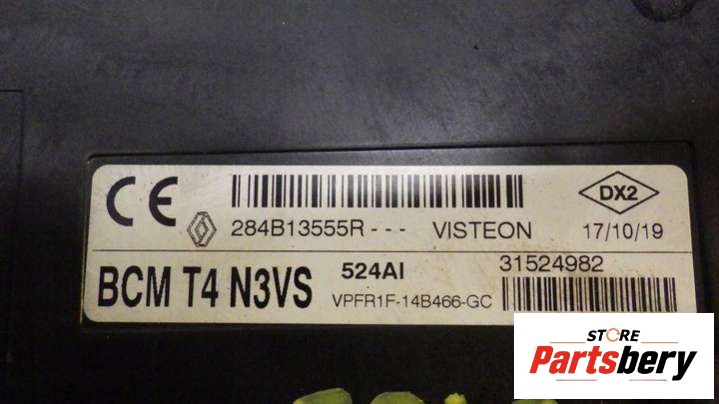 CE
284B13555R---
VISTEON
DX2
17/10/19
BCM T4 N3VS
524AI
31524982
VPFR1F-14B466-GC
STORE
Partsbery